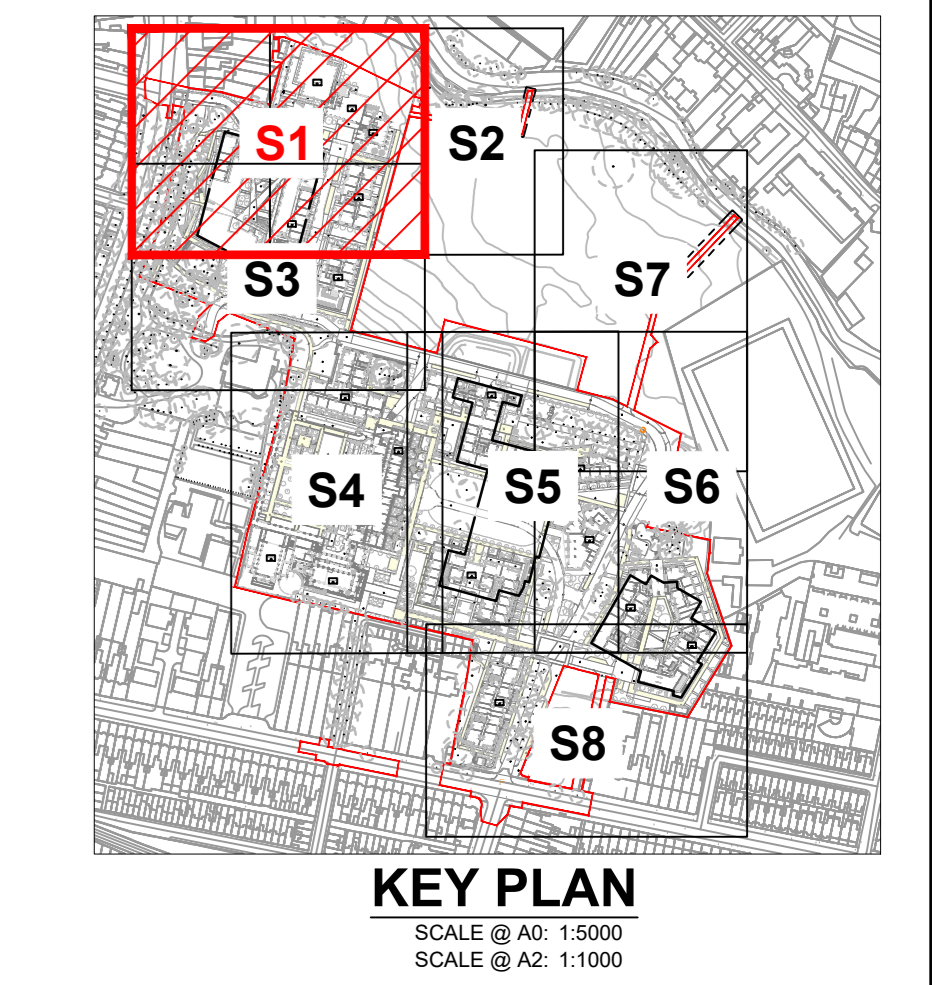 S1
S2
S3
S7
S4
S5
S6
S8
KEY PLAN
SCALE @ A0: 1:5000
SCALE @ A2: 1:1000